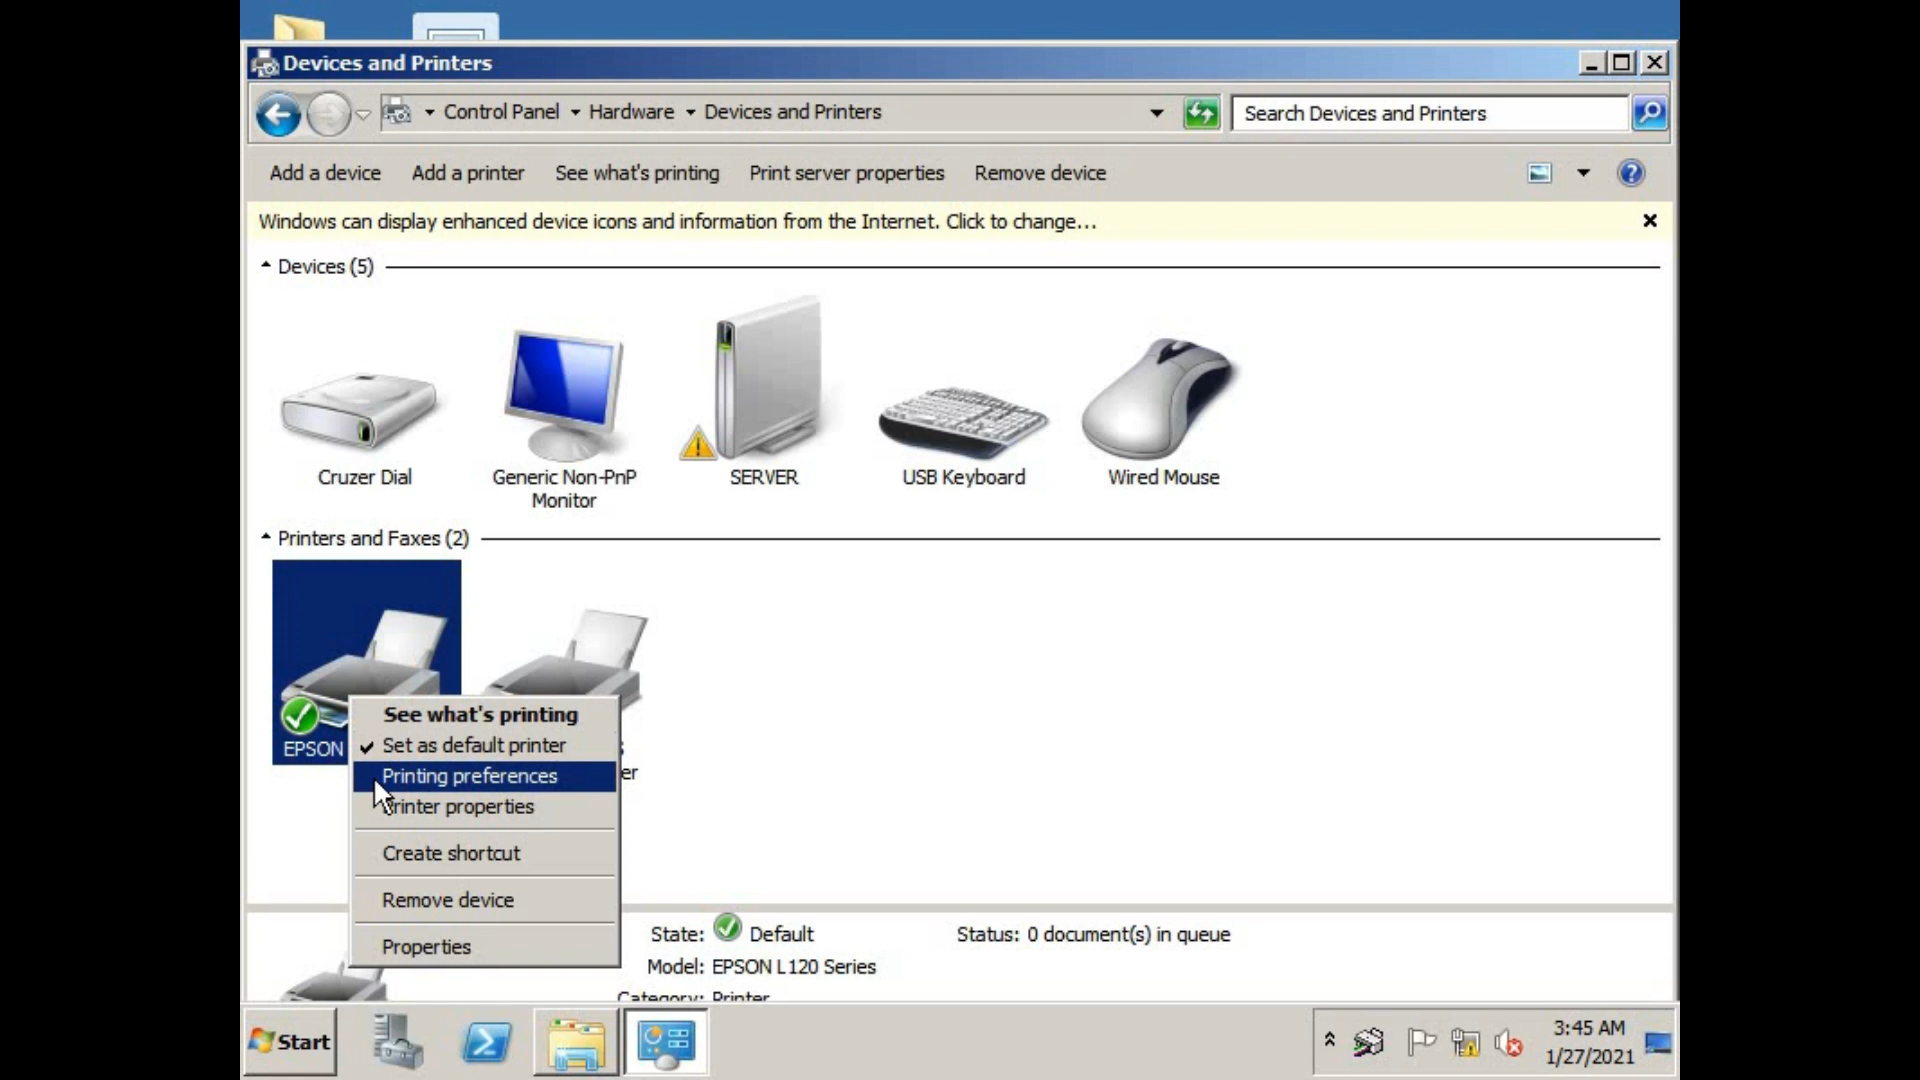 Devices and Printers
Control Panel Hardware Devices and Printers
Search Devices and Printers
Add a device Add a printer See what's printing Print server properties Remove device
Windows can display enhanced device icons and information from the Internet. Click to change...
Devices (5)
Cruzer Dial
Generic Non-PnP
Monitor
SERVER
USB Keyboard
Wired Mouse
Printers and Faxes (2)
EPSON
See what's printing
Set as default printer
Printing preferences
Printer properties
Create shortcut
Remove device
Properties
State: Default
Status: 0 document(s) in queue
Model: EPSON L120 Series
Category: Printer
Start
3:45 AM
1/27/2021